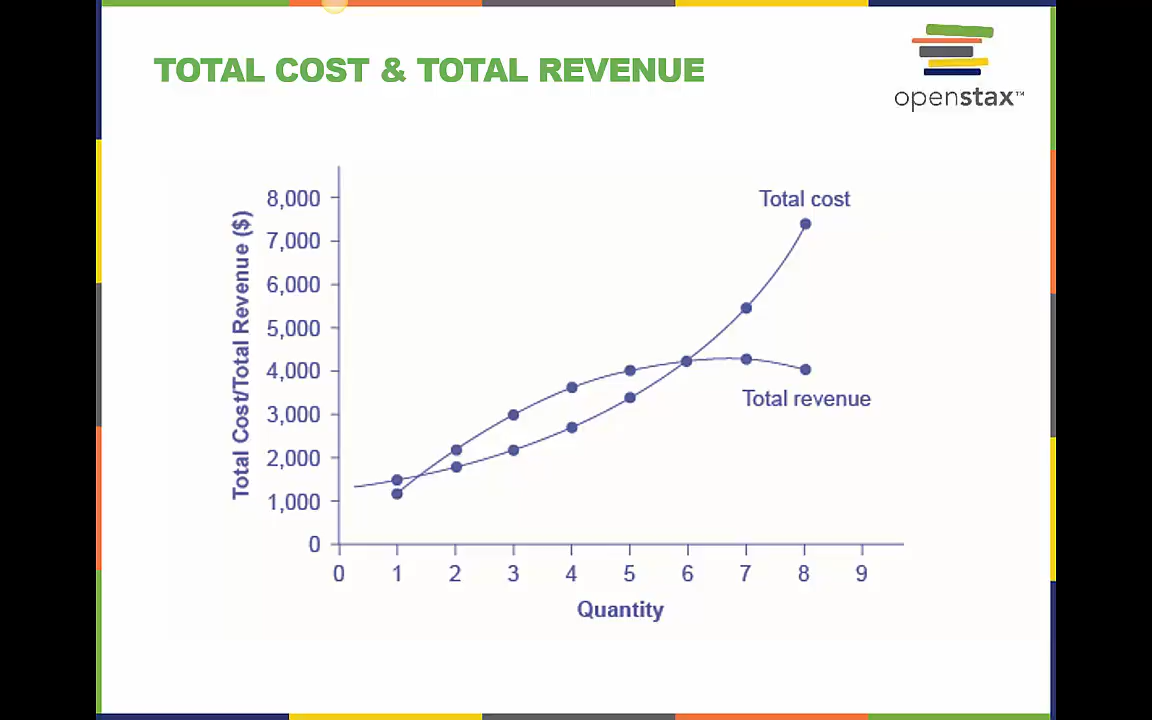 TOTAL COST & TOTAL REVENUE
openstax™
Total Cost/Total Revenue ($)
8,000
7,000
6,000
5,000
4,000
3,000
2,000
1,000
0
Total cost
Total revenue
0 1 2 3 4 5 6 7 8 9
Quantity